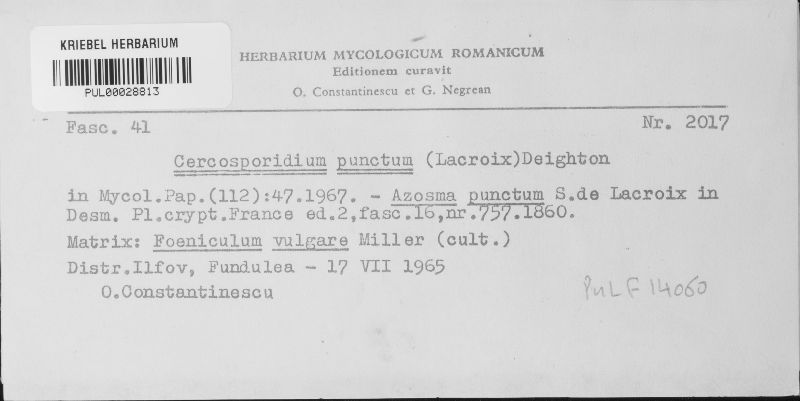 KRIEBEL HERBARIUM
PUL00028813
HERBARIUM MYCOLOGICUM ROMANICUM
Editionem curavit
O. Constantinescu et G. Negrean
Fasc. 41
Nr. 2017
Cercosporidium punctum (Lacroix)Deighton
in Mycol.Pap.(112):47.1967. - Azosma punctum S.de Lacroix in
Desm. Pl.crypt.France ed.2,fasc.16,nr.757.1860.
Matrix: Foeniculum vulgare Miller (cult.)
Distr.Ilfov, Fundulea - 17 VII 1965
O.Constantinescu
PuLF 14060